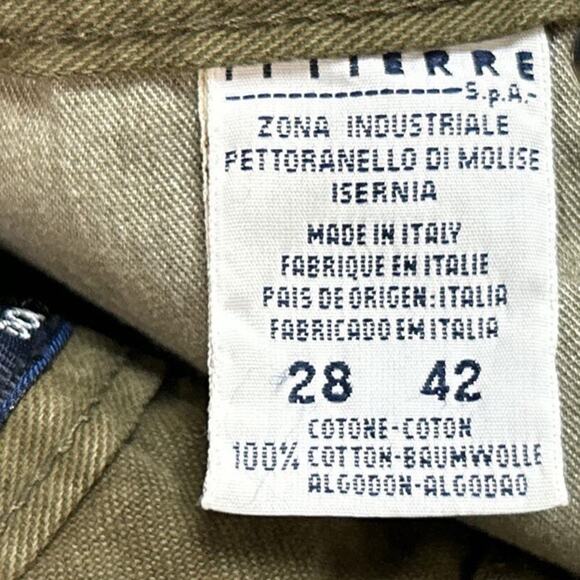 ITTIERRE
S.p.A.
ZONA INDUSTRIALE
PETTORANELLO DI MOLISE
ISERNIA
MADE IN ITALY
FABRIQUE EN ITALIE
PAIS DE ORIGEN: ITALIA
FABRICADO EM ITALIA
28 42
COTONE-COTON
100% COTTON-BAUMWOLLE
ALGODON-ALGODAO